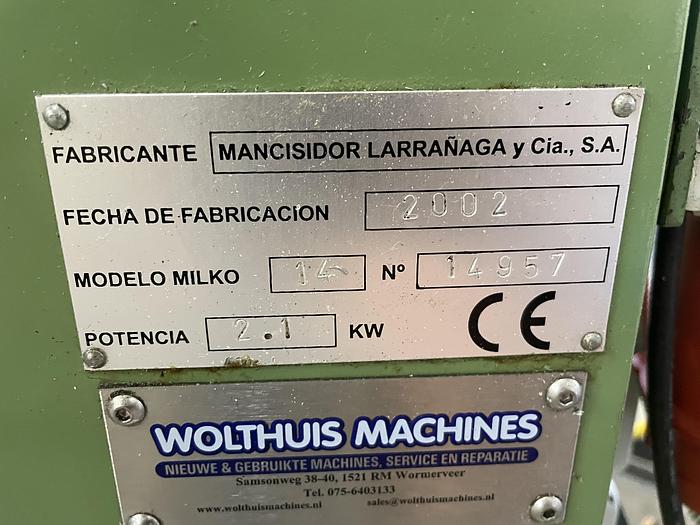 FABRICANTE MANCISIDOR LARRAÑAGA y Cia., S.A.
FECHA DE FABRICACION 2002
MODELO MILKO 14 Nº 14957
POTENCIA 2.1 KW CE
WOLTHUIS MACHINES
NIEUWE & GEBRUIKTE MACHINES, SERVICE EN REPARATIE
Samsonweg 38-40, 1521 RM Wormerveer
Tel. 075-6403133
www.wolthuismachines.nl sales@wolthuismachines.nl